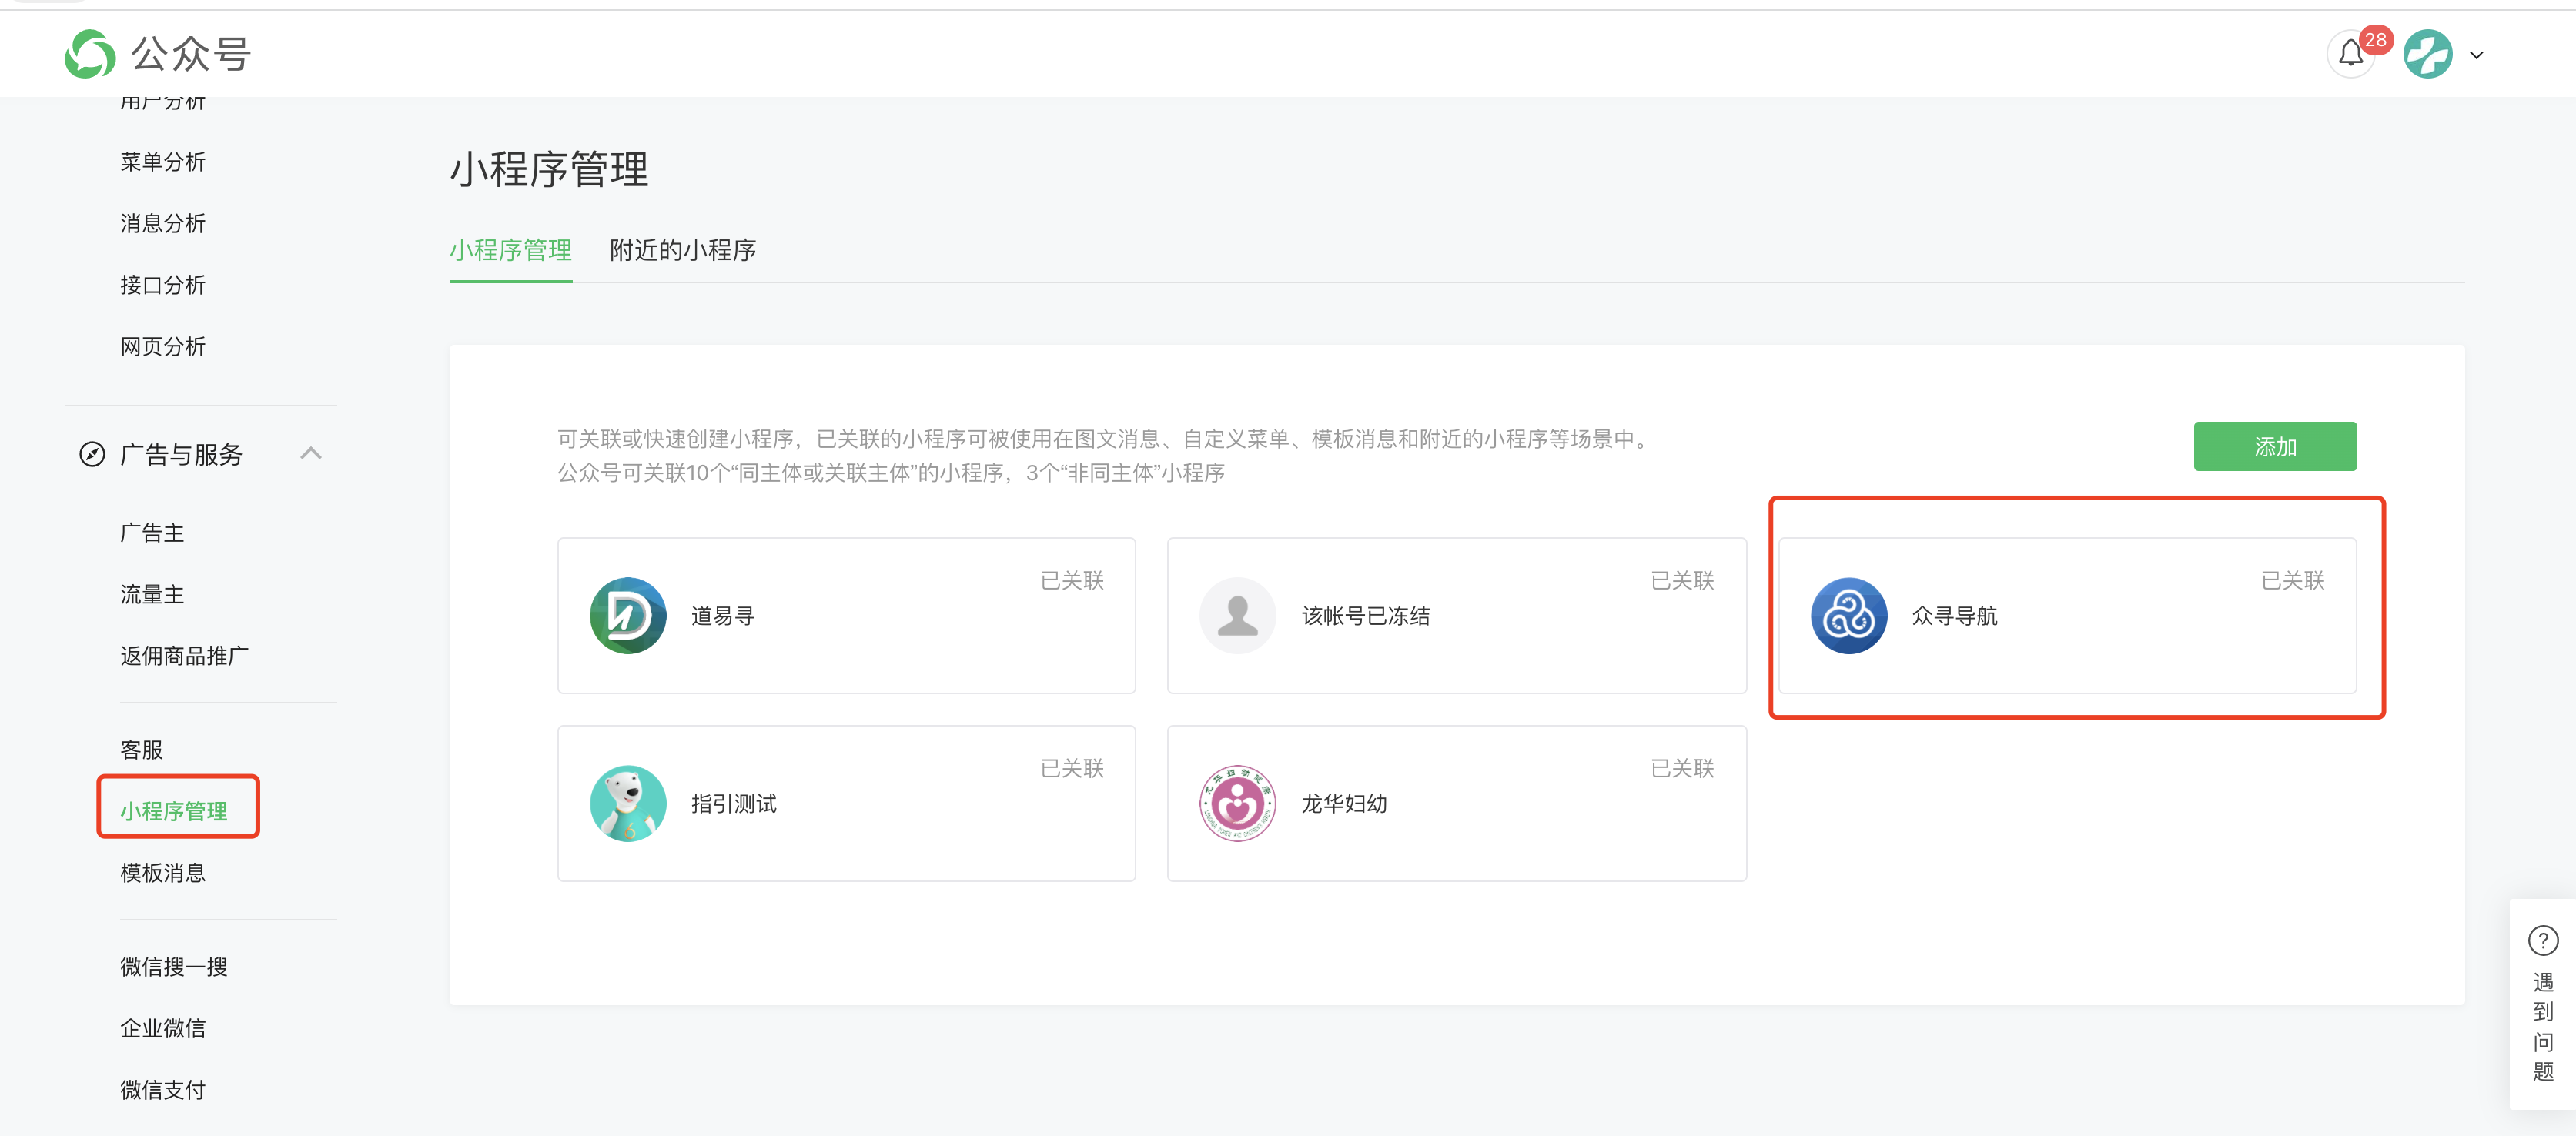 公众号
28
用户分析
菜单分析
消息分析
接口分析
网页分析
广告与服务
广告主
流量主
返佣商品推广
客服
小程序管理
模板消息
微信搜一搜
企业微信
微信支付
小程序管理
小程序管理
附近的小程序
可关联或快速创建小程序，已关联的小程序可被使用在图文消息、自定义菜单、模板消息和附近的小程序等场景中。
公众号可关联10个“同主体或关联主体”的小程序，3个“非同主体”小程序
添加
道易寻
已关联
该帐号已冻结
已关联
众寻导航
已关联
指引测试
已关联
龙华妇幼
已关联
遇到问题